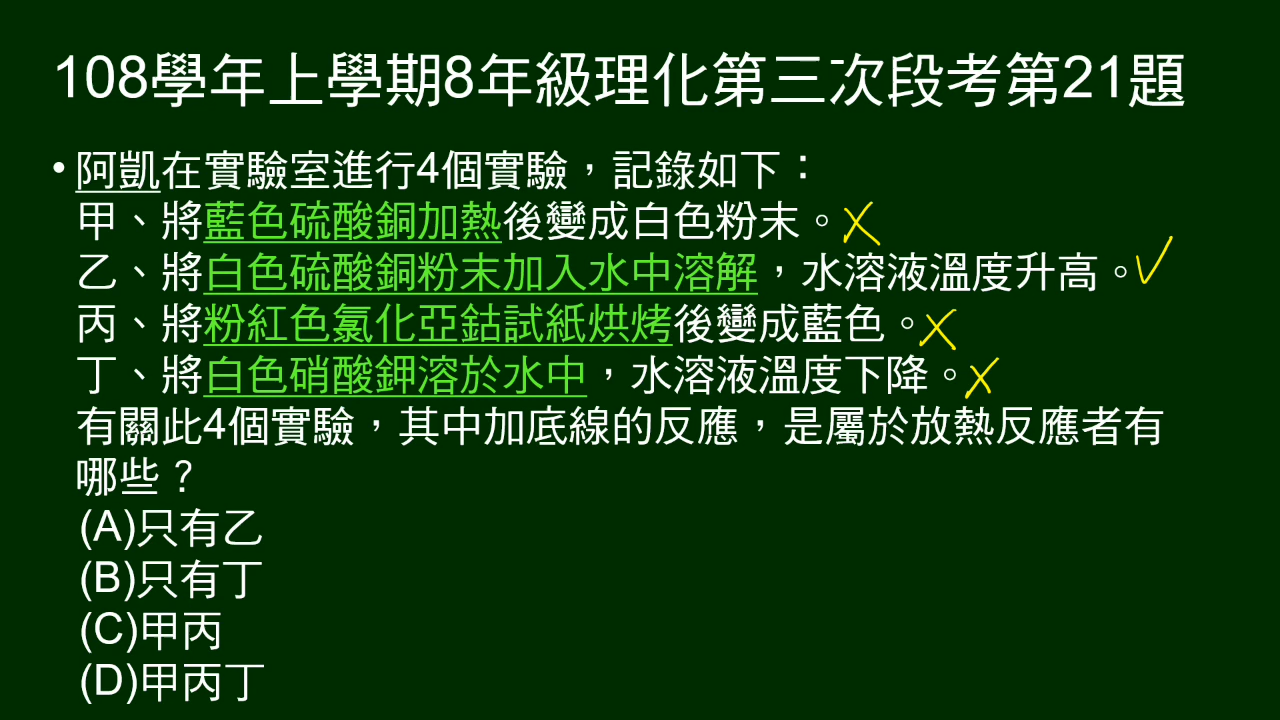 108學年上學期8年級理化第三次段考第21題
•阿凱在實驗室進行4個實驗，記錄如下：
甲、將藍色硫酸銅加熱後變成白色粉末。
乙、將白色硫酸銅粉末加入水中溶解，水溶液溫度升高。
丙、將粉紅色氯化亞鈷試紙烘烤後變成藍色。
丁、將白色硝酸鉀溶於水中，水溶液溫度下降。
有關此4個實驗，其中加底線的反應，是屬於放熱反應者有
哪些？
(A)只有乙
(B)只有丁
(C)甲丙
(D)甲丙丁